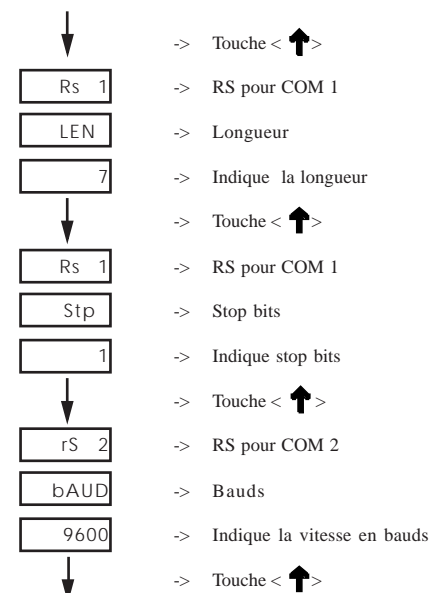 -> Touche < ⬆ >
Rs 1 -> RS pour COM 1
LEN -> Longueur
7 -> Indique la longueur
-> Touche < ⬆ >
Rs 1 -> RS pour COM 1
Stp -> Stop bits
1 -> Indique stop bits
-> Touche < ⬆ >
rS 2 -> RS pour COM 2
bAUD -> Bauds
9600 -> Indique la vitesse en bauds
-> Touche < ⬆ >